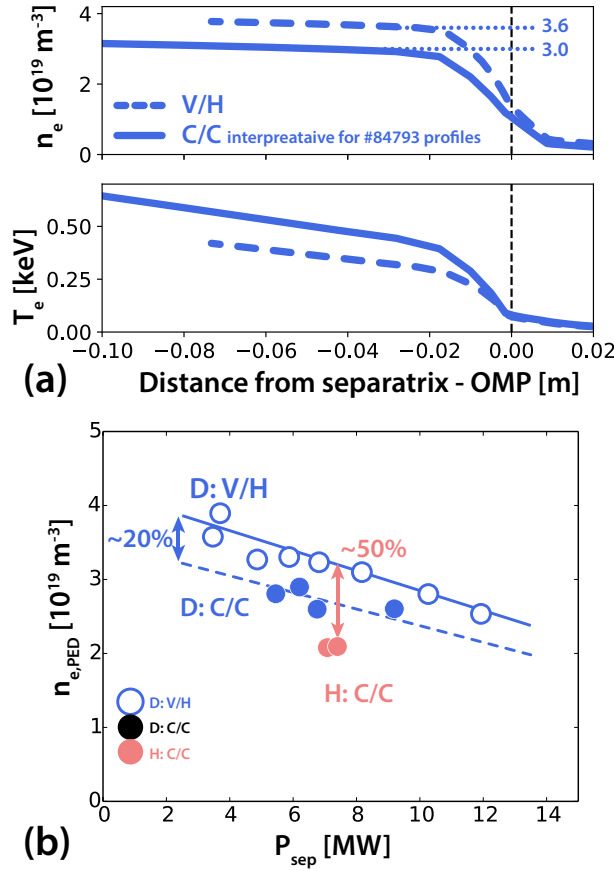 n_e [10^19 m^-3]
4
2
0
3.6
3.0
V/H
C/C interpreataive for #84793 profiles
T_e [keV]
0.50
0.25
0.00
−0.10 −0.08 −0.06 −0.04 −0.02 0.00 0.02
(a) Distance from separatrix - OMP [m]
n_e,PED [10^19 m^-3]
5
4
3
2
1
0
D: V/H
~20%
~50%
D: C/C
H: C/C
D: V/H
D: C/C
H: C/C
0 2 4 6 8 10 12 14
(b) P_sep [MW]